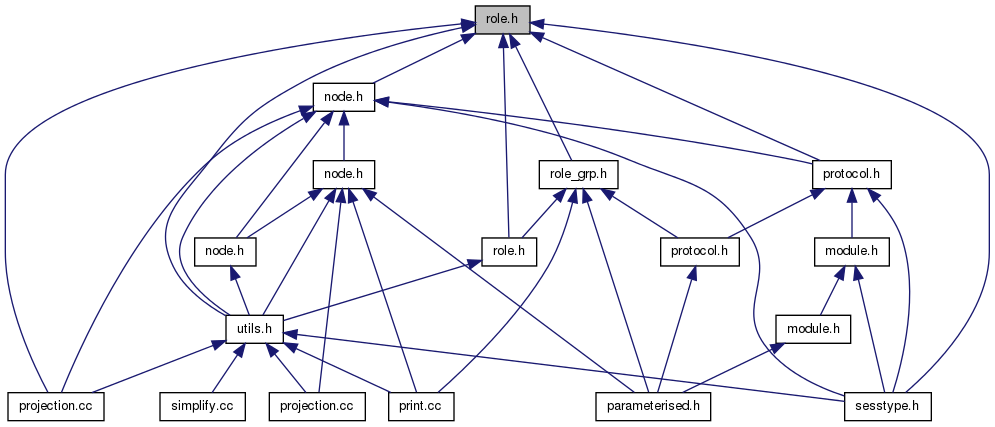 role.h
node.h
node.h
role_grp.h
protocol.h
node.h
role.h
protocol.h
module.h
utils.h
module.h
projection.cc
simplify.cc
projection.cc
print.cc
parameterised.h
sesstype.h